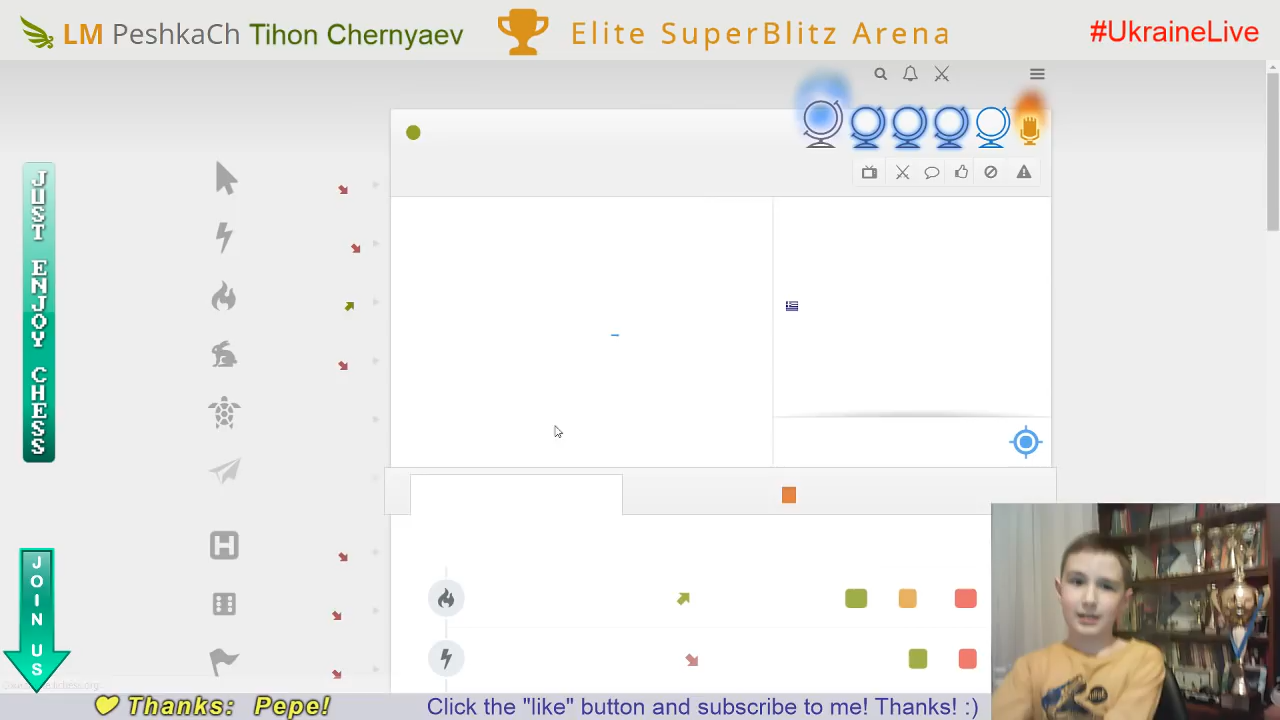 LM PeshkaCh Tihon Chernyaev
Elite SuperBlitz Arena
#UkraineLive
JUST ENJOY CHESS
JOIN US
Thanks: Pepe!
Click the "like" button and subscribe to me! Thanks! :)